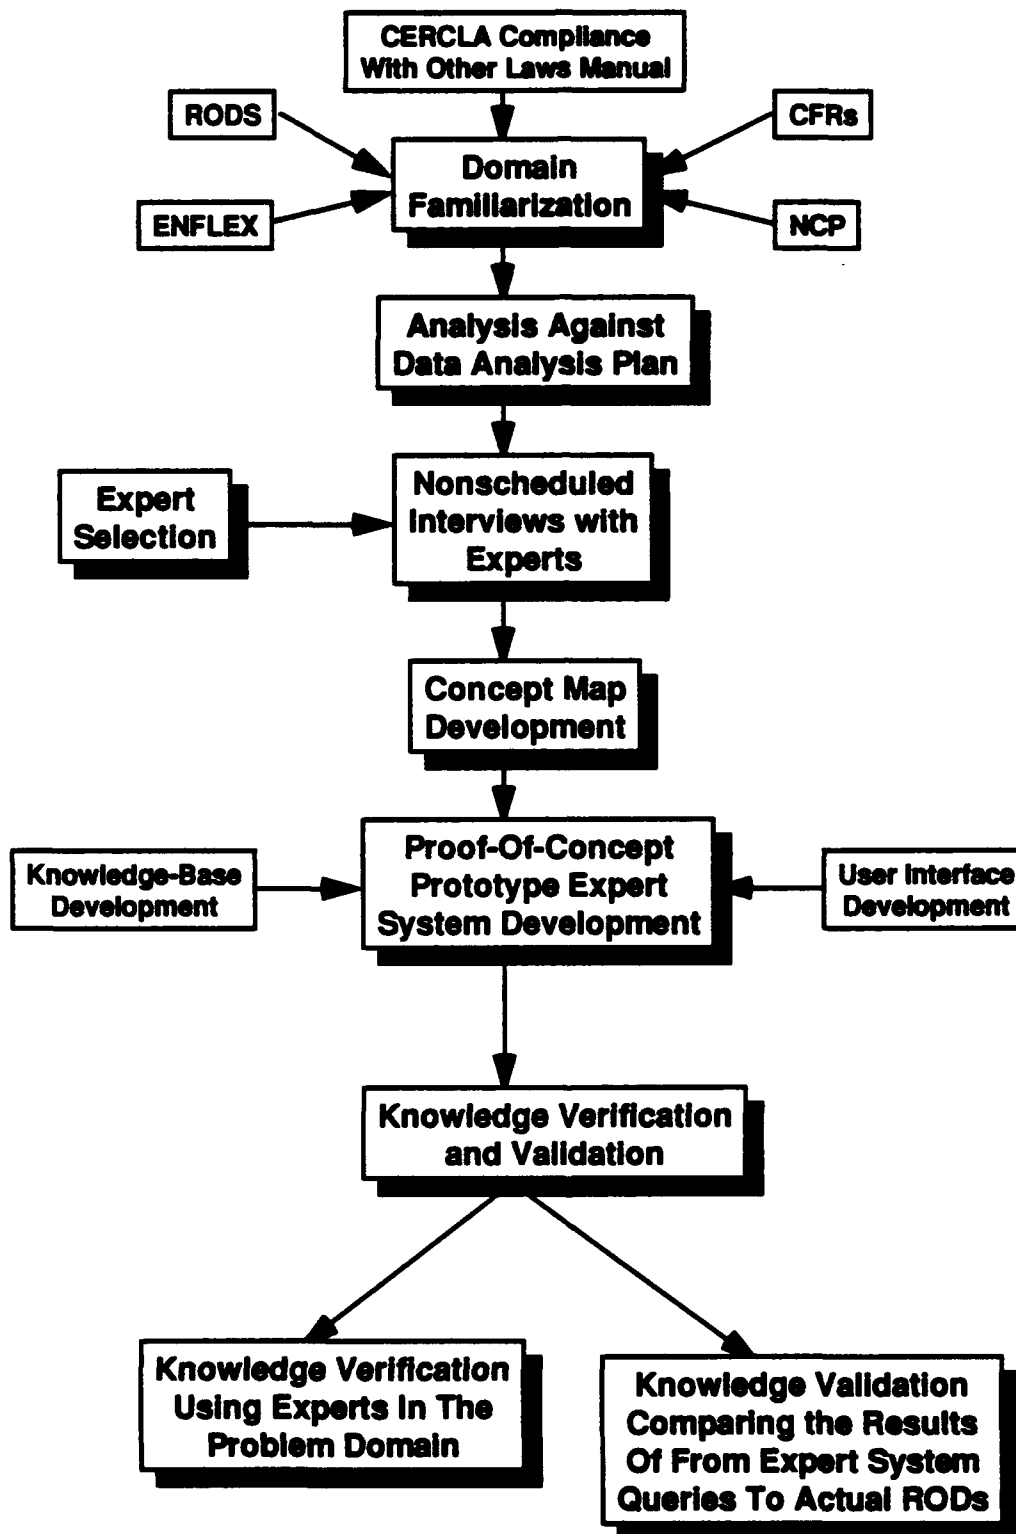 CERCLA Compliance
With Other Laws Manual
RODS
CFRs
Domain
Familiarization
ENFLEX
NCP
Analysis Against
Data Analysis Plan
Expert
Selection
Nonscheduled
Interviews with
Experts
Concept Map
Development
Knowledge-Base
Development
Proof-Of-Concept
Prototype Expert
System Development
User Interface
Development
Knowledge Verification
and Validation
Knowledge Verification
Using Experts In The
Problem Domain
Knowledge Validation
Comparing the Results
Of From Expert System
Queries To Actual RODs